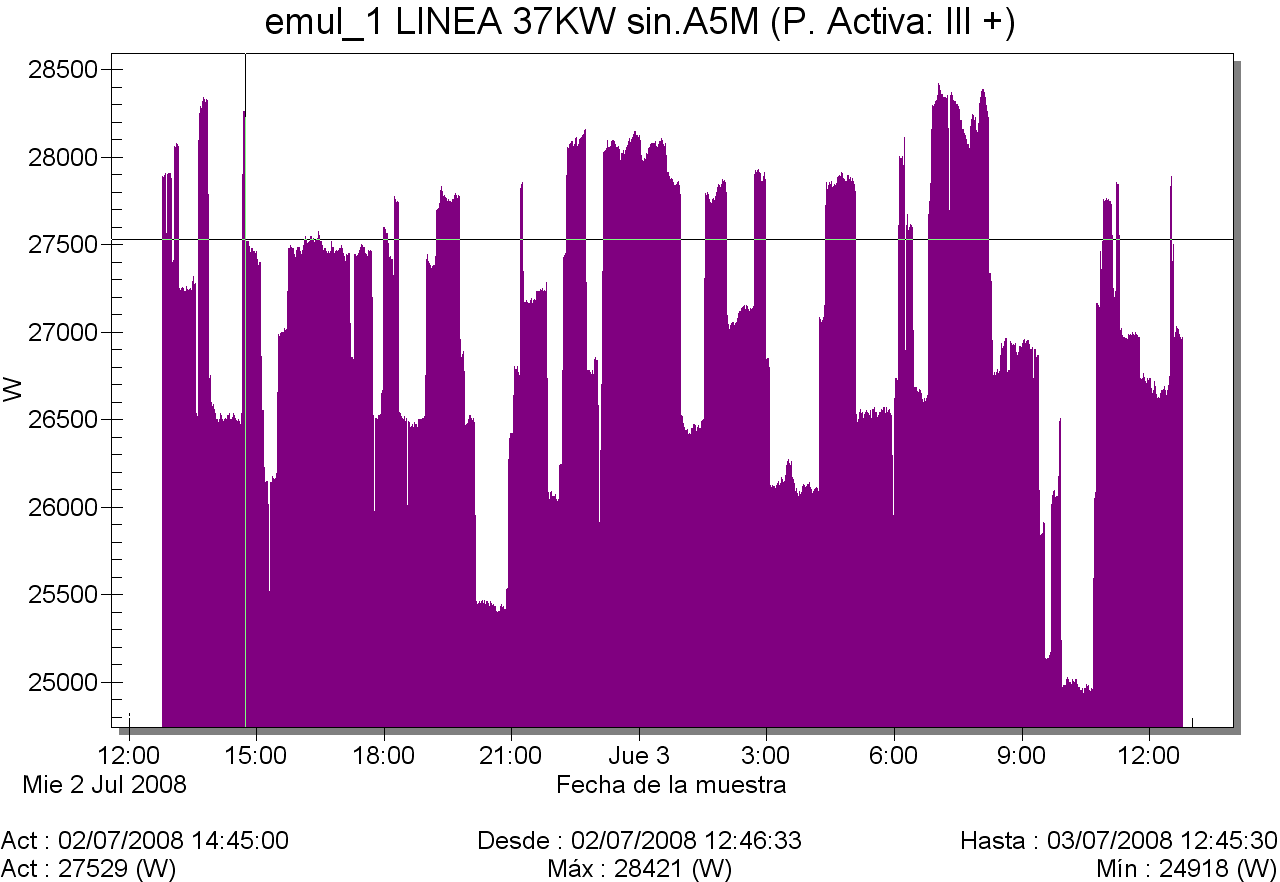 emul_1 LINEA 37KW sin.A5M (P. Activa: III +)
28500
28000
27500
27000
W
26500
26000
25500
25000
12:00 15:00 18:00 21:00 Jue 3 3:00 6:00 9:00 12:00
Mie 2 Jul 2008 Fecha de la muestra
Act : 02/07/2008 14:45:00 Desde : 02/07/2008 12:46:33 Hasta : 03/07/2008 12:45:30
Act : 27529 (W) Máx : 28421 (W) Mín : 24918 (W)